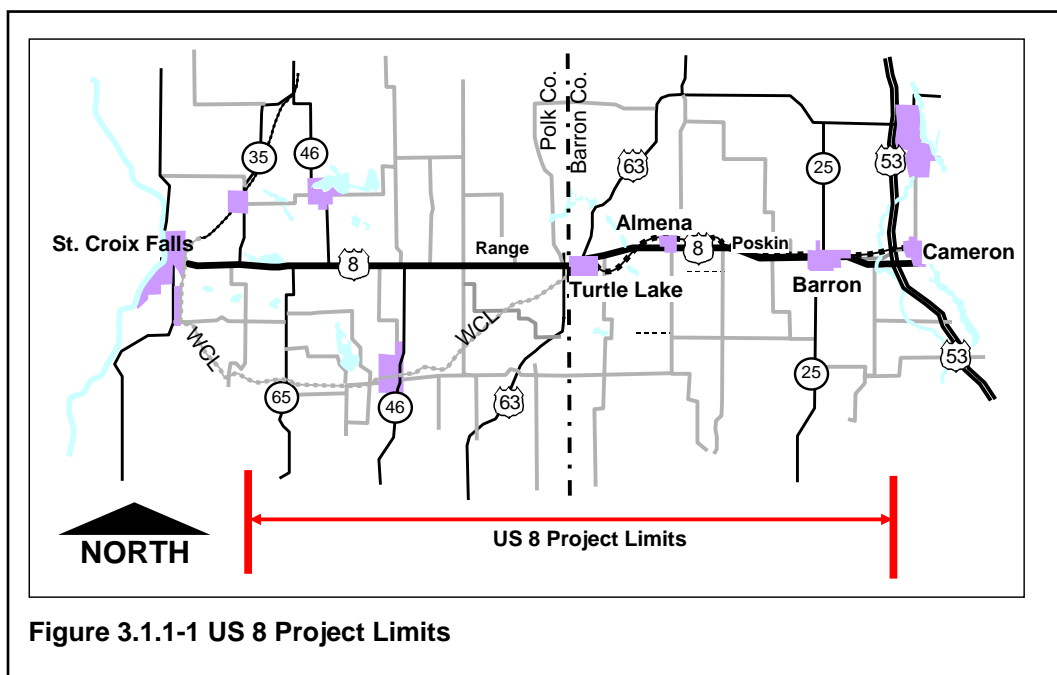 Polk Co.
Barron Co.
35
46
63
25
53
St. Croix Falls
8
Range
Almena
8
Poskin
Cameron
Turtle Lake
Barron
WCL
WCL
65
46
63
25
53
NORTH
US 8 Project Limits
Figure 3.1.1-1 US 8 Project Limits